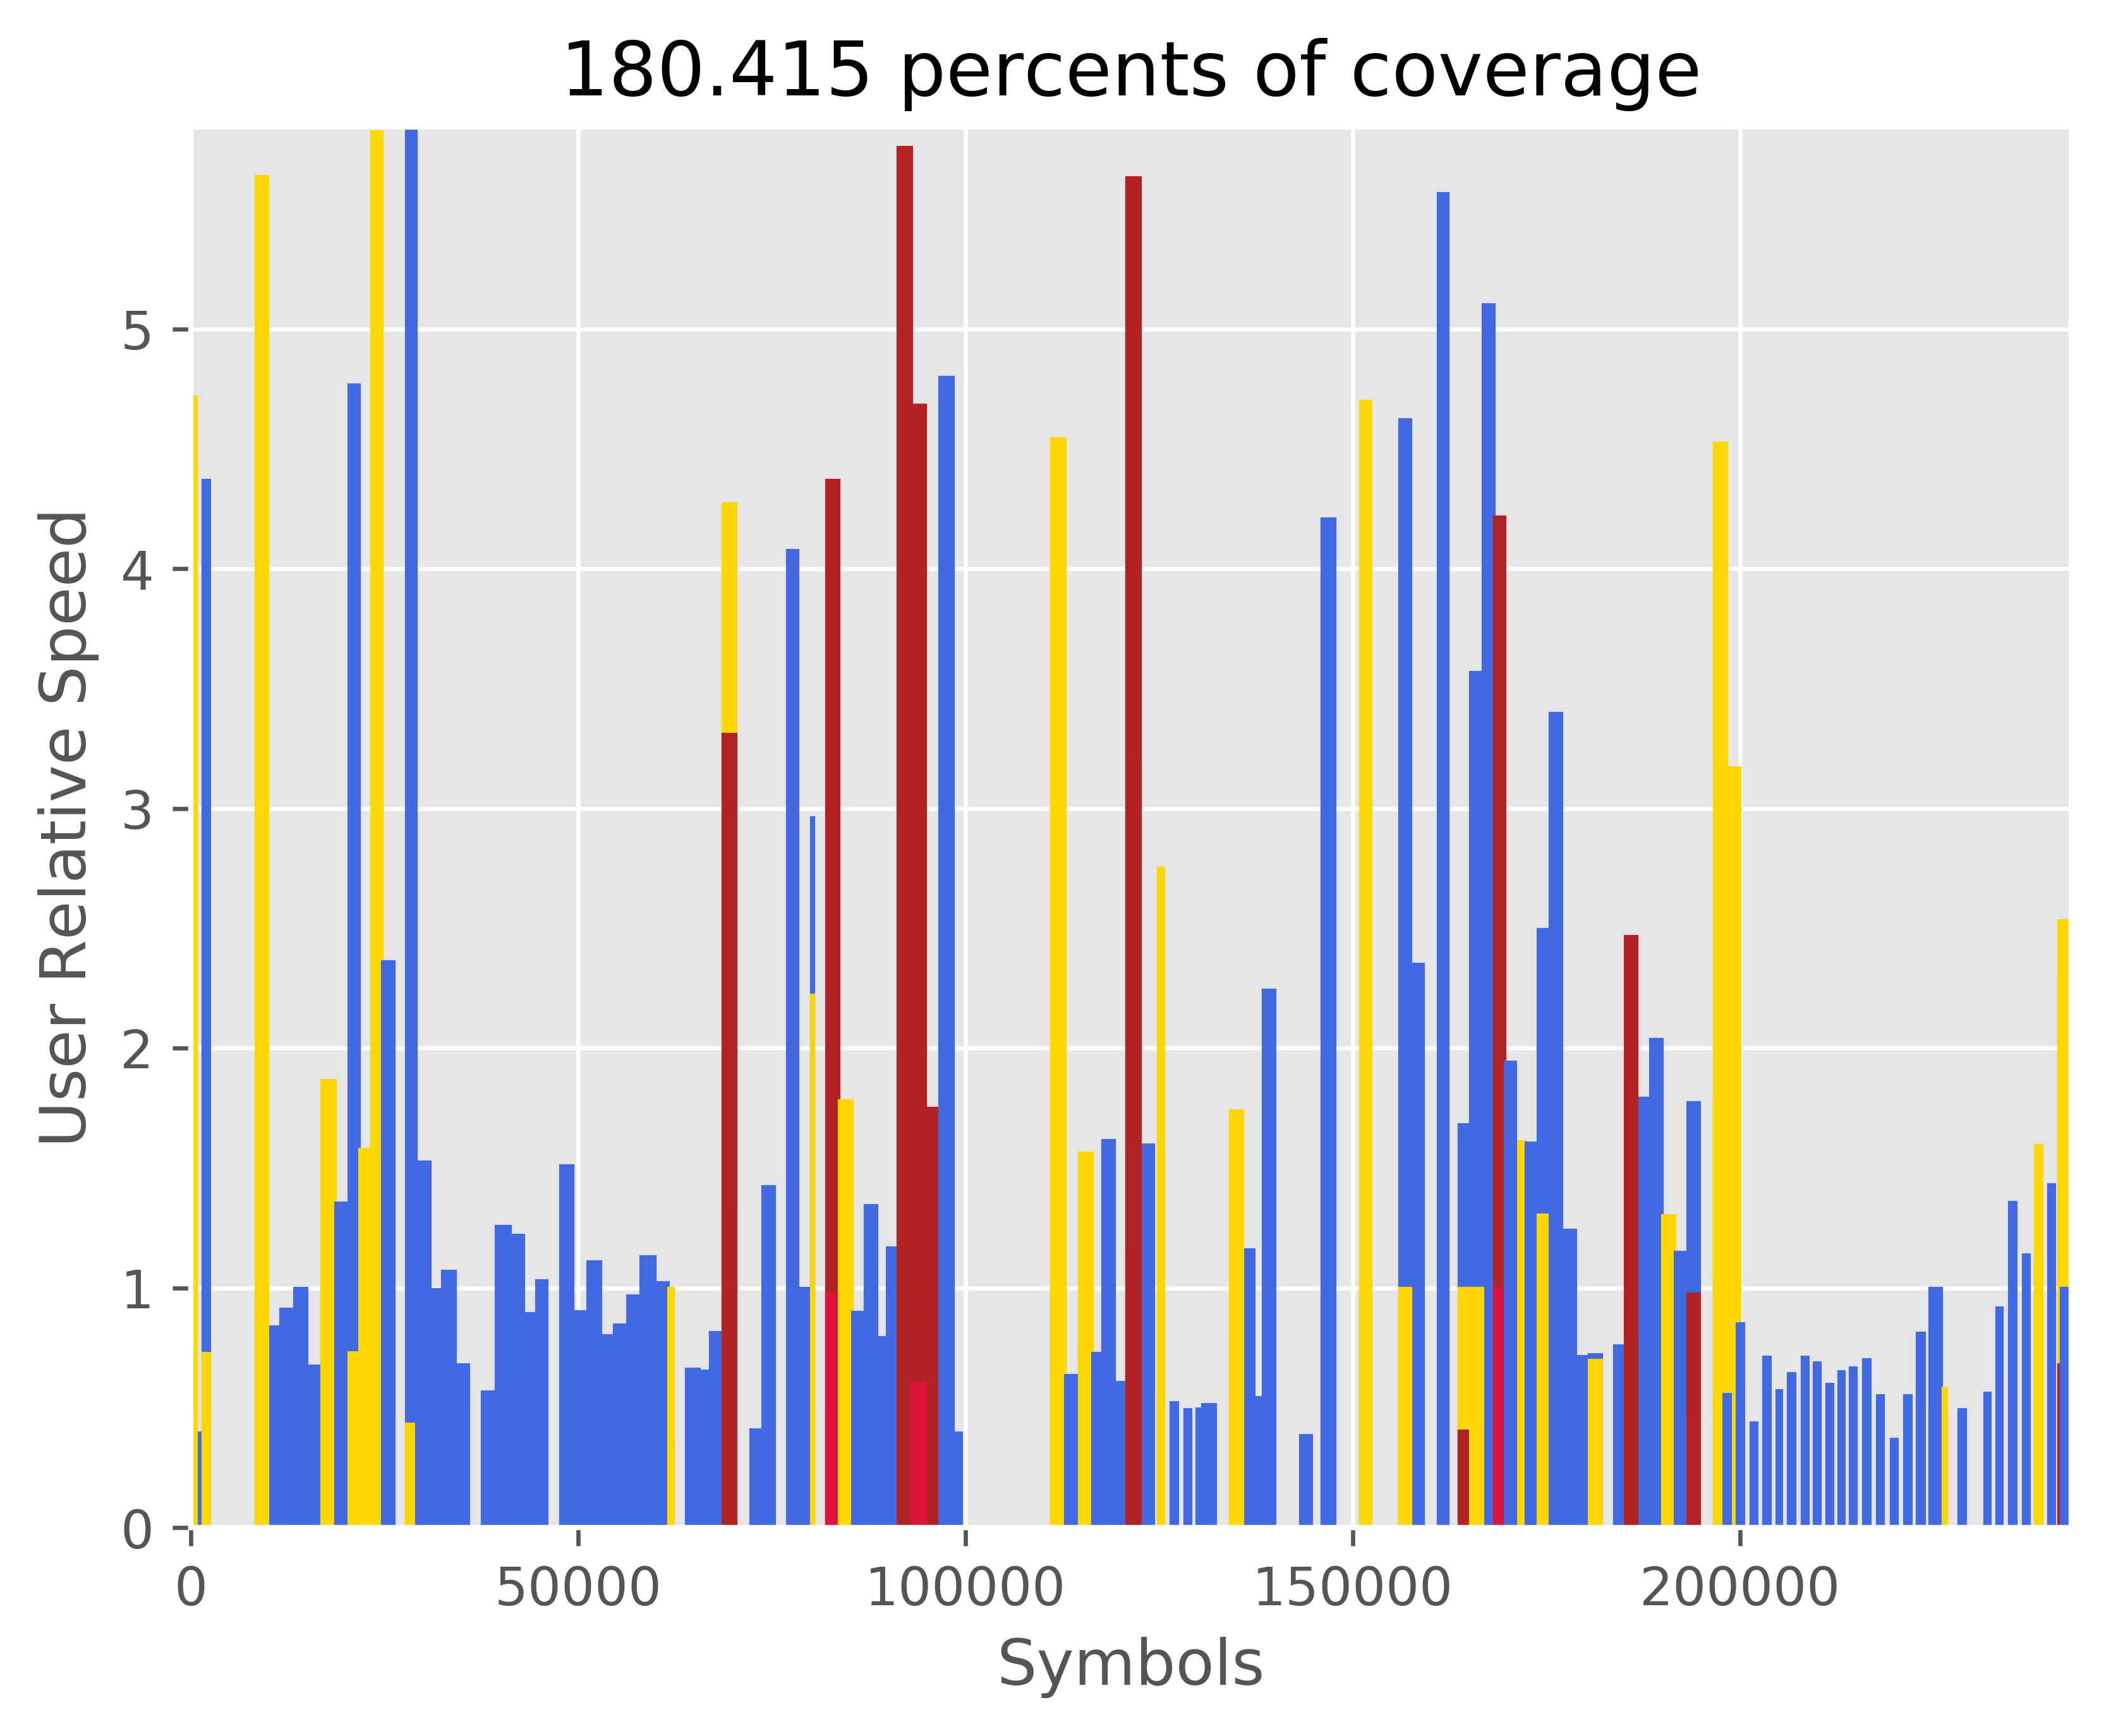 180.415 percents of coverage
User Relative Speed
5
4
3
2
1
0
0 50000 100000 150000 200000
Symbols